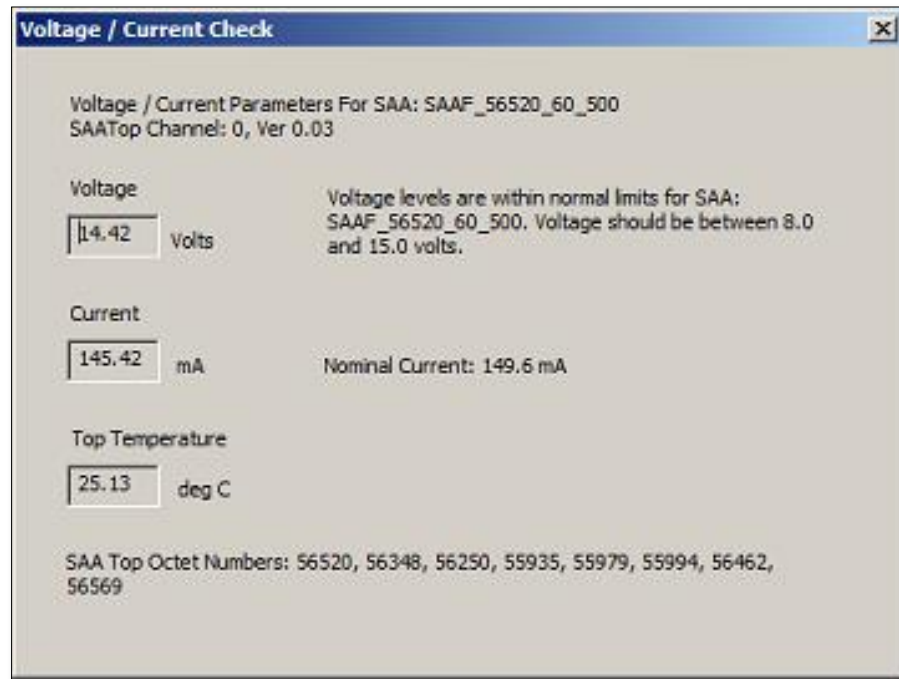 Voltage / Current Check
Voltage / Current Parameters For SAA: SAAF_56520_60_500
SAATop Channel: 0, Ver 0.03
Voltage
14.42 Volts
Voltage levels are within normal limits for SAA:
SAAF_56520_60_500. Voltage should be between 8.0
and 15.0 volts.
Current
145.42 mA
Nominal Current: 149.6 mA
Top Temperature
25.13 deg C
SAA Top Octet Numbers: 56520, 56348, 56250, 55935, 55979, 55994, 56462,
56569